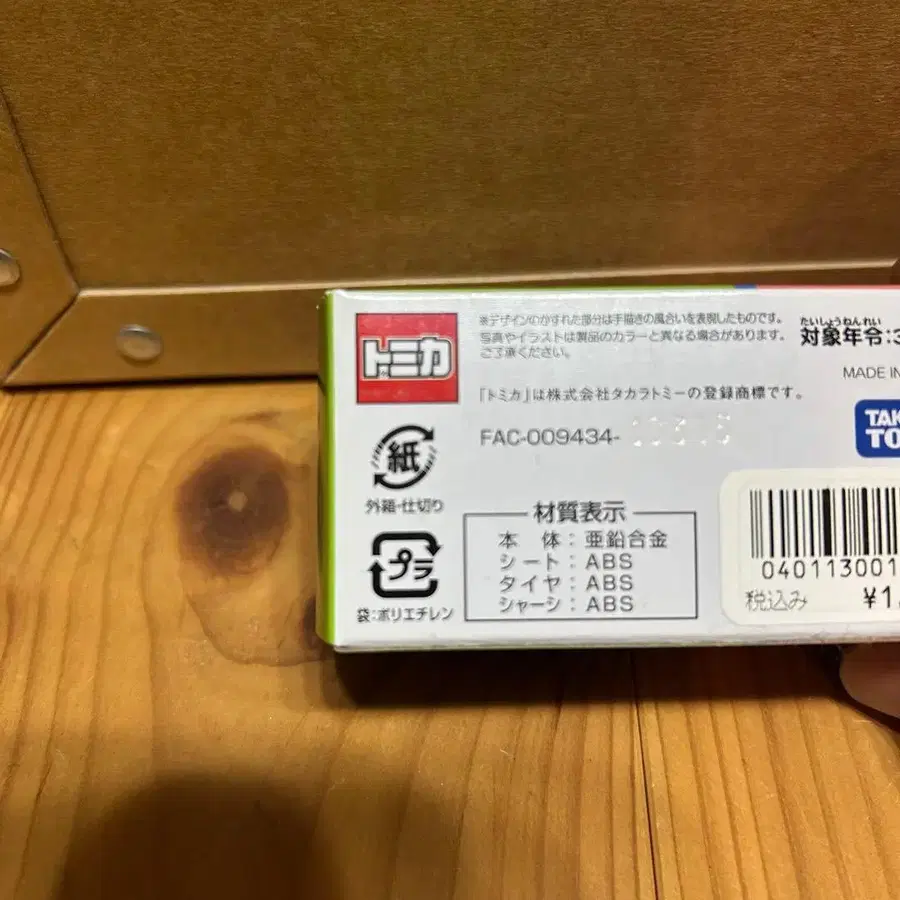 トミカ
※デザインのかすれた部分は手描きの風合いを表現したものです。
写真やイラストは製品のカラーと異なる場合があります。
ご了承ください。
「トミカ」は株式会社タカラトミーの登録商標です。
FAC-009434-
たいしょうねんれい
対象年令:3
MADE IN
TAK
TO
紙
外箱・仕切り
プラ
袋:ポリエチレン
材質表示
本 体:亜鉛合金
シート:ABS
タイヤ:ABS
シャーシ:ABS
040113001
税込み ¥1,